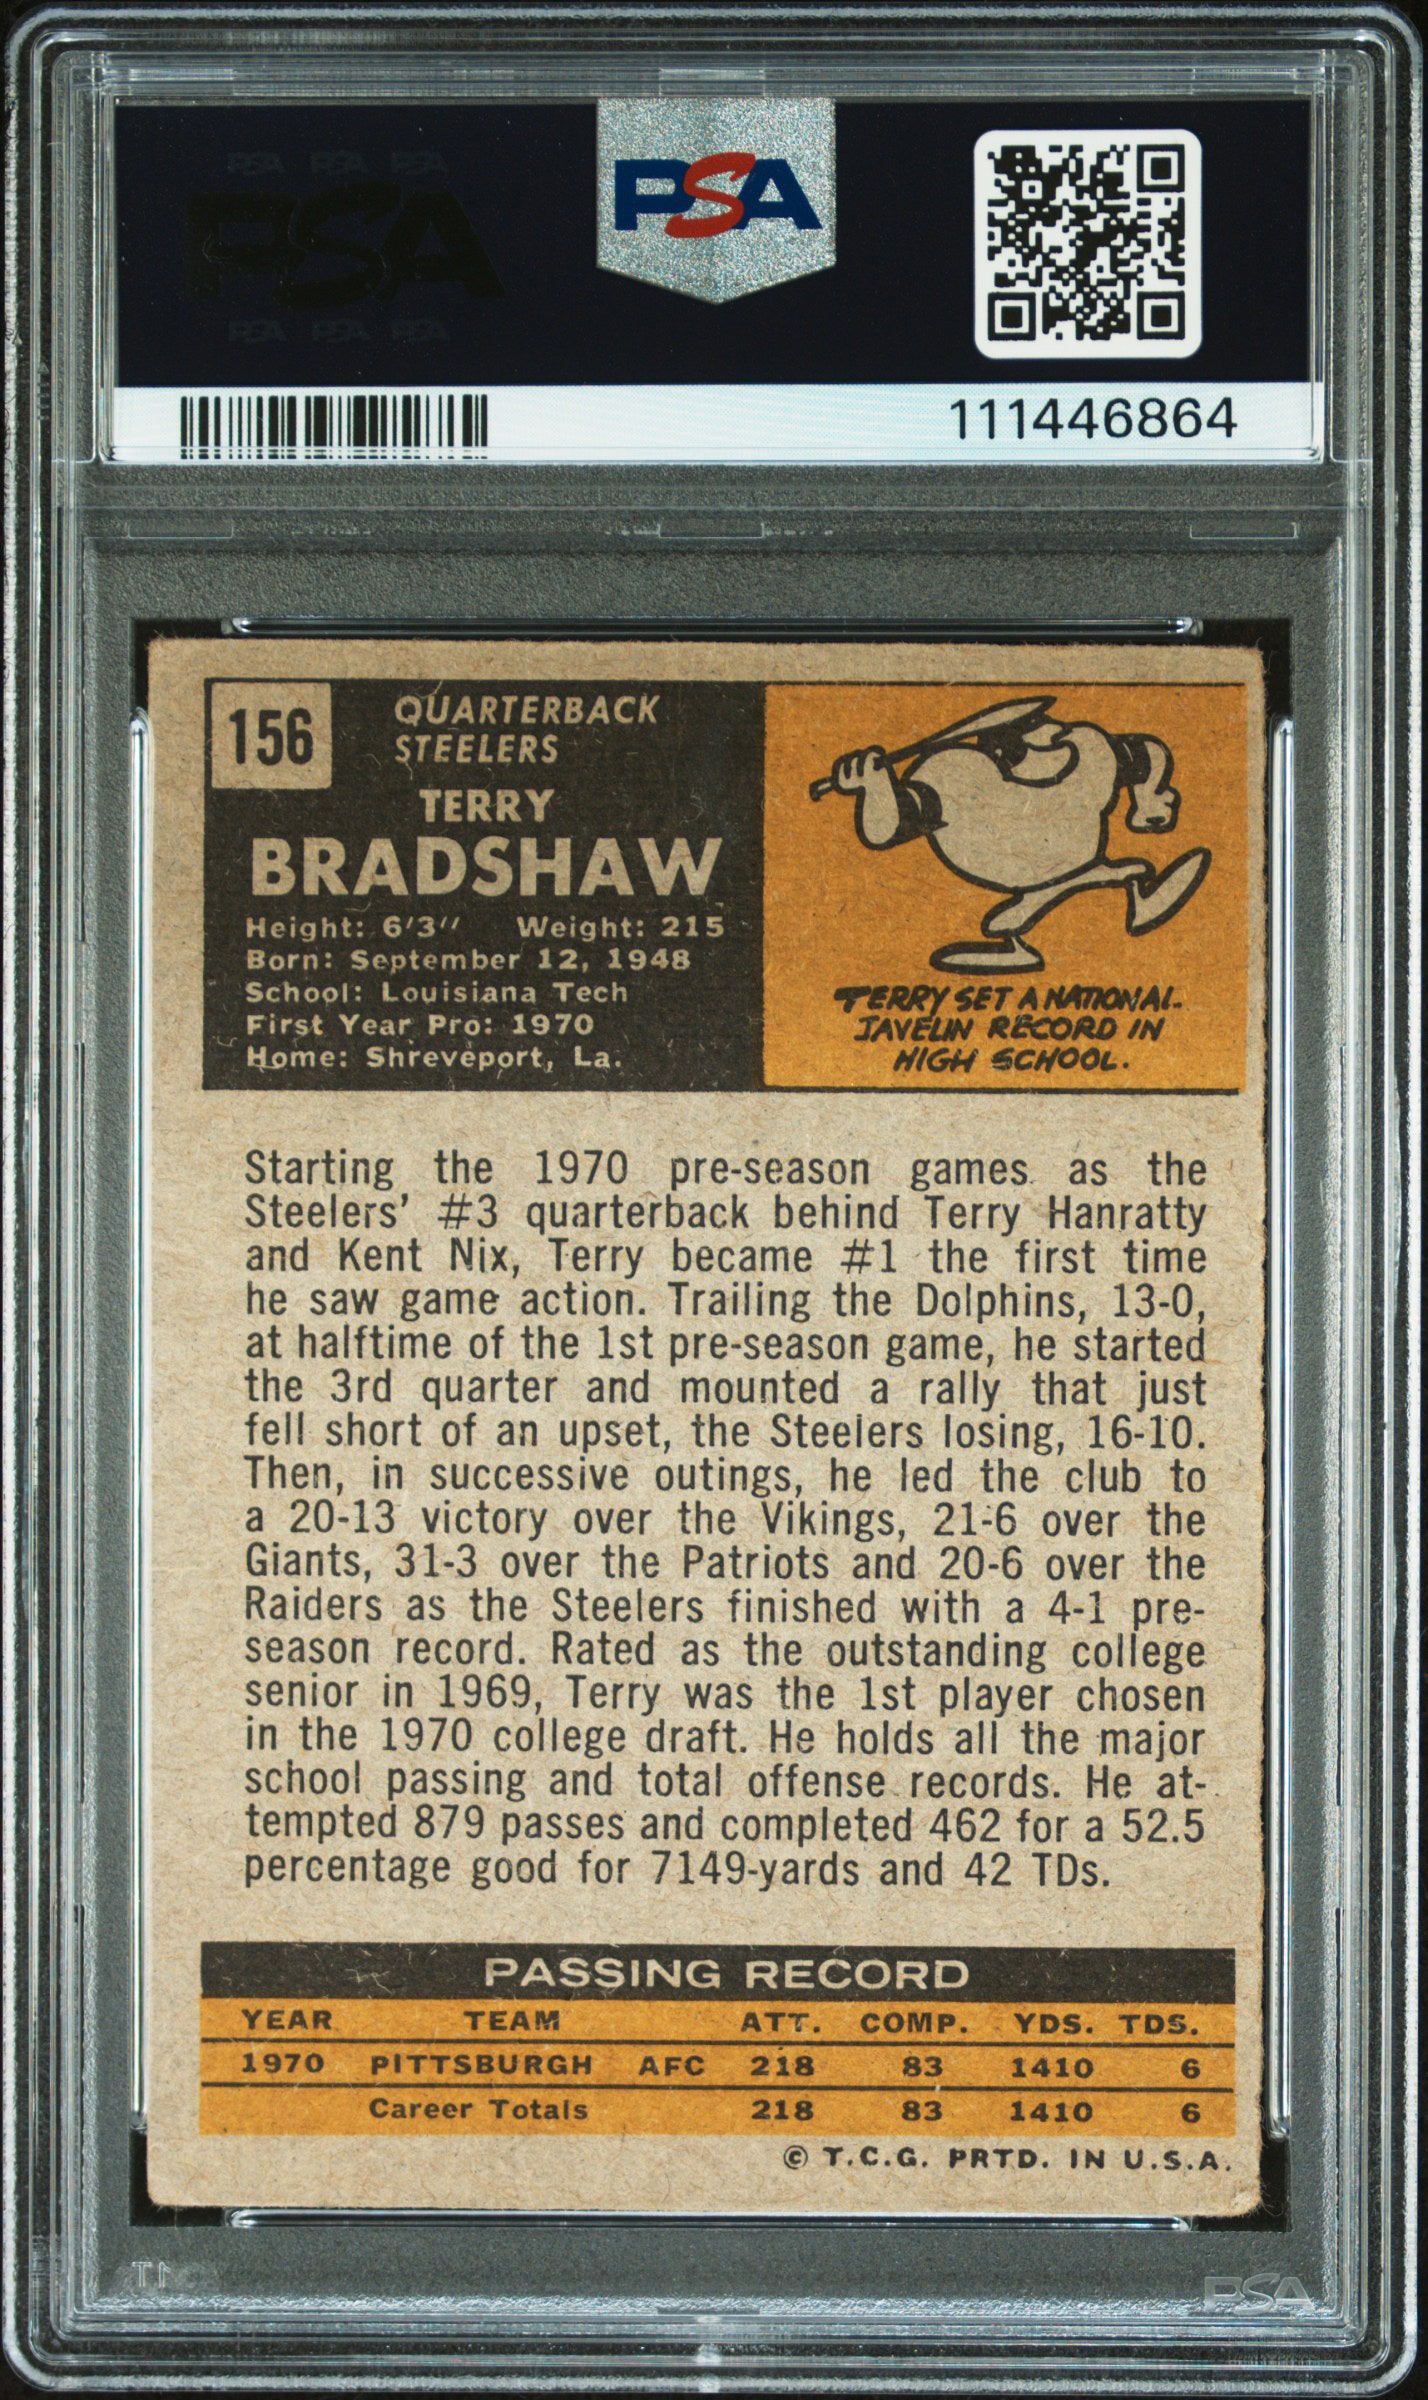 PSA
111446864
156
QUARTERBACK
STEELERS
TERRY
BRADSHAW
Height: 6'3'' Weight: 215
Born: September 12, 1948
School: Louisiana Tech
First Year Pro: 1970
Home: Shreveport, La.
TERRY SET A NATIONAL
JAVELIN RECORD IN
HIGH SCHOOL.
Starting the 1970 pre-season games as the
Steelers' #3 quarterback behind Terry Hanratty
and Kent Nix, Terry became #1 the first time
he saw game action. Trailing the Dolphins, 13-0,
at halftime of the 1st pre-season game, he started
the 3rd quarter and mounted a rally that just
fell short of an upset, the Steelers losing, 16-10.
Then, in successive outings, he led the club to
a 20-13 victory over the Vikings, 21-6 over the
Giants, 31-3 over the Patriots and 20-6 over the
Raiders as the Steelers finished with a 4-1 pre-
season record. Rated as the outstanding college
senior in 1969, Terry was the 1st player chosen
in the 1970 college draft. He holds all the major
school passing and total offense records. He at-
tempted 879 passes and completed 462 for a 52.5
percentage good for 7149-yards and 42 TDs.
PASSING RECORD
YEAR TEAM ATT. COMP. YDS. TDS.
1970 PITTSBURGH AFC 218 83 1410 6
Career Totals 218 83 1410 6
© T.C.G. PRTD. IN U.S.A.
PSA